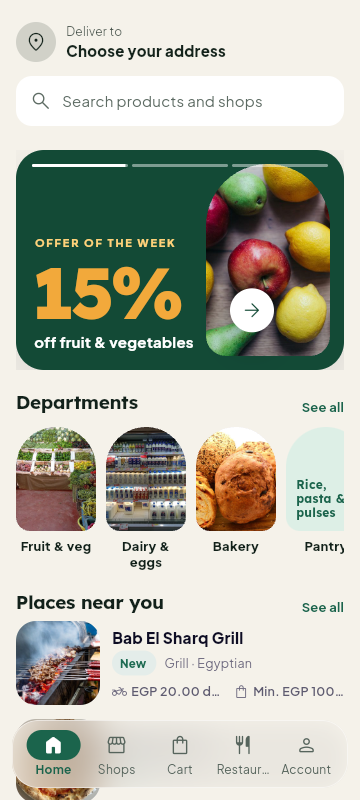 Deliver to
Choose your address
Search products and shops
OFFER OF THE WEEK
15%
off fruit & vegetables
Departments
See all
Rice,
pasta &
pulses
Fruit & veg
Dairy &
eggs
Bakery
Pantry
Places near you
See all
Bab El Sharq Grill
New
Grill · Egyptian
EGP 20.00 d…
Min. EGP 100…
Home
Shops
Cart
Restaur…
Account